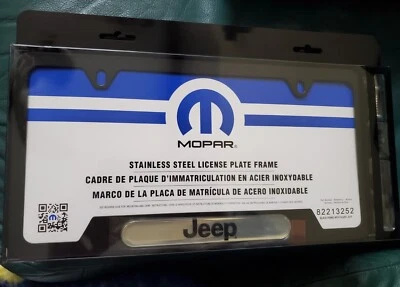 MOPAR
STAINLESS STEEL LICENSE PLATE FRAME
CADRE DE PLAQUE D'IMMATRICULATION EN ACIER INOXYDABLE
MARCO DE LA PLACA DE MATRÍCULA DE ACERO INOXIDABLE
82213252
Jeep